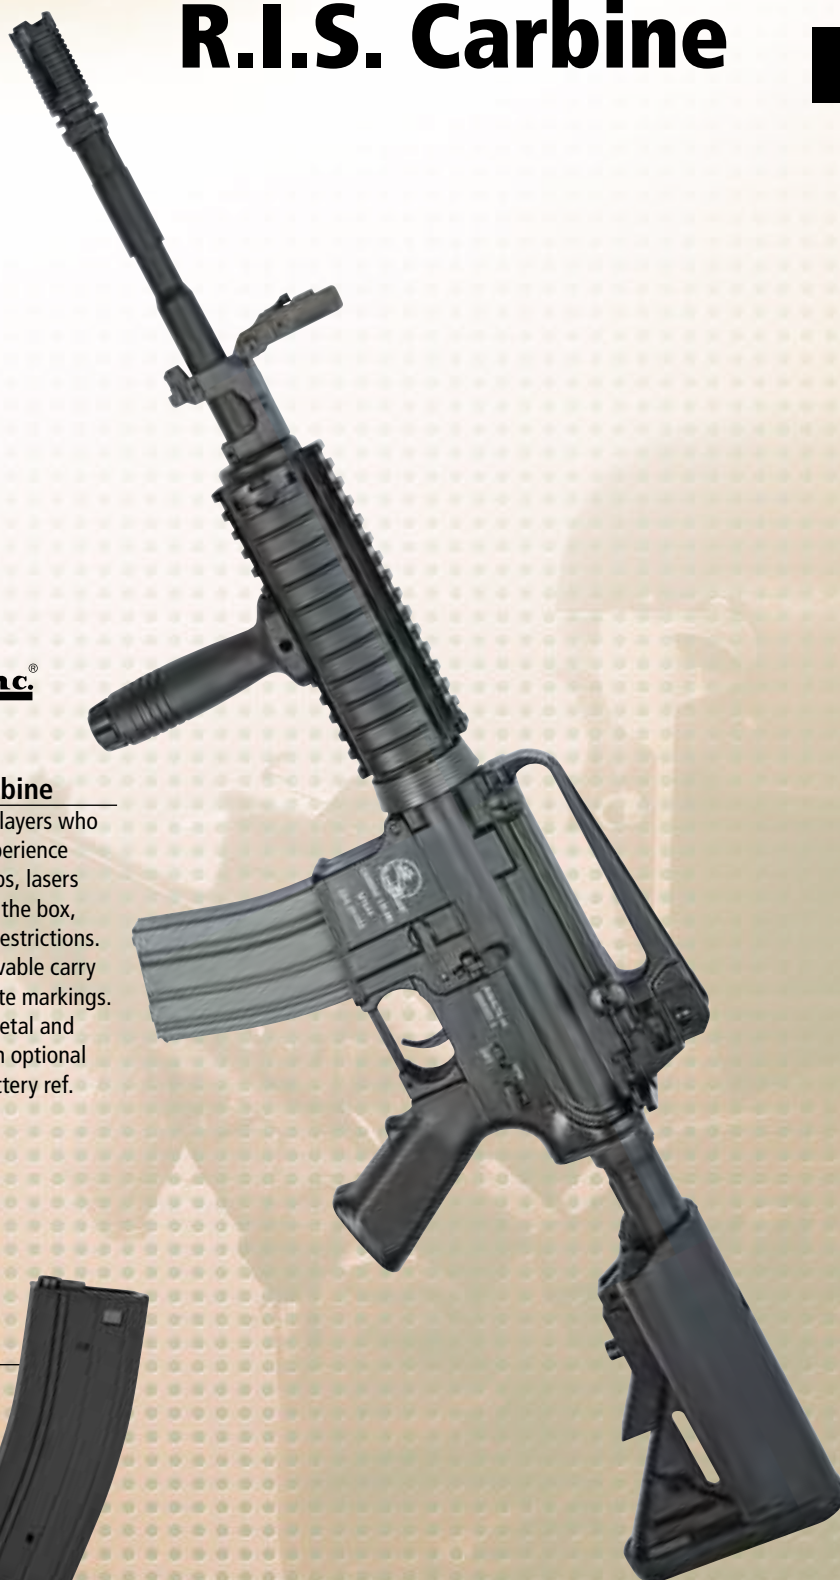 R.I.S. Carbine
nc.®
bine
layers who
perience
os, lasers
the box,
estrictions.
vable carry
te markings.
etal and
n optional
ttery ref.